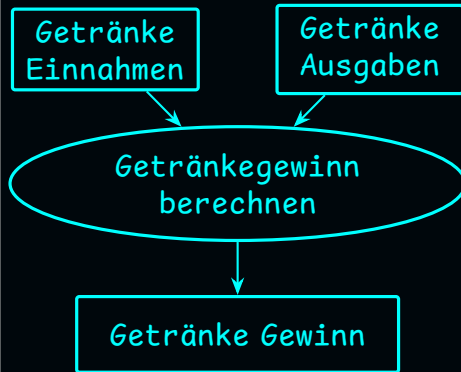 Getränke
Einnahmen
Getränke
Ausgaben
Getränkegewinn
berechnen
Getränke Gewinn